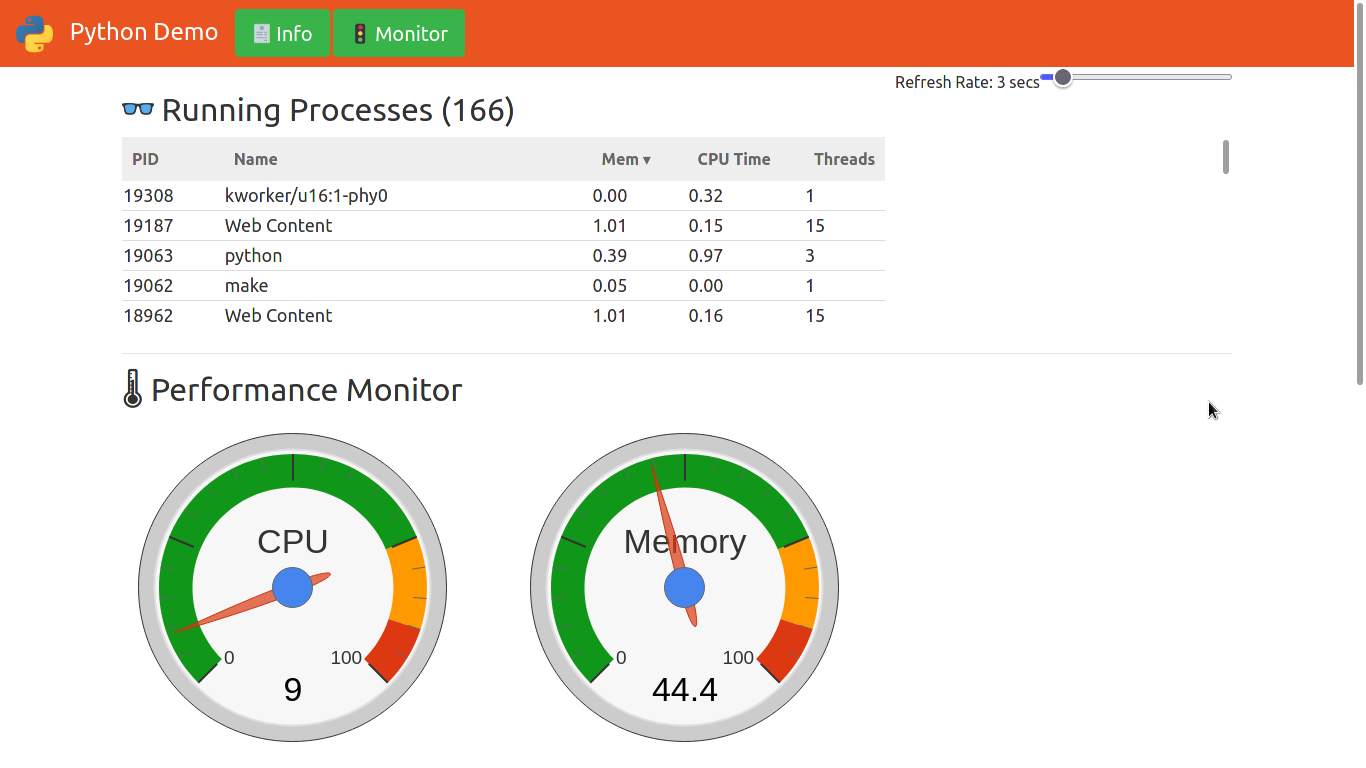 Python Demo Info Monitor
Refresh Rate: 3 secs
Running Processes (166)
PID Name Mem ▾ CPU Time Threads
19308 kworker/u16:1-phy0 0.00 0.32 1
19187 Web Content 1.01 0.15 15
19063 python 0.39 0.97 3
19062 make 0.05 0.00 1
18962 Web Content 1.01 0.16 15
Performance Monitor
CPU
0 100
9
Memory
0 100
44.4